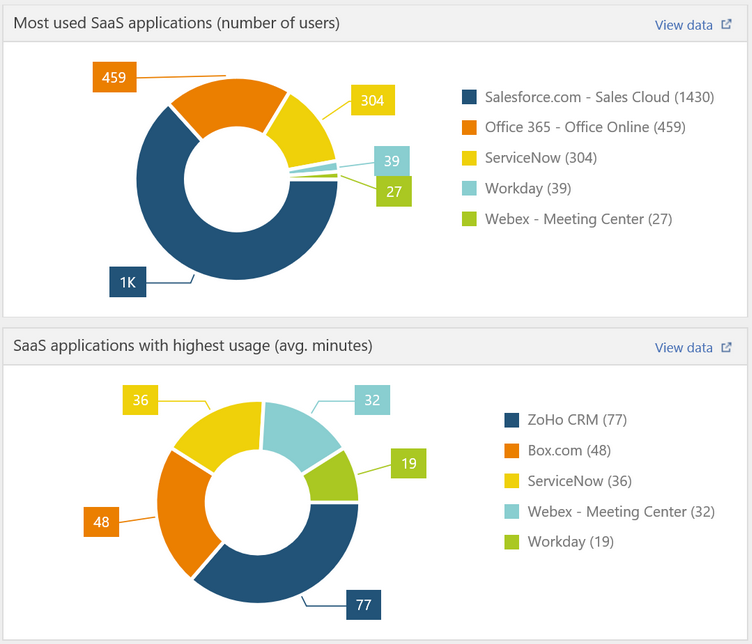 Most used SaaS applications (number of users)
View data
459
304
39
27
1K
Salesforce.com - Sales Cloud (1430)
Office 365 - Office Online (459)
ServiceNow (304)
Workday (39)
Webex - Meeting Center (27)
SaaS applications with highest usage (avg. minutes)
View data
36
32
19
48
77
ZoHo CRM (77)
Box.com (48)
ServiceNow (36)
Webex - Meeting Center (32)
Workday (19)